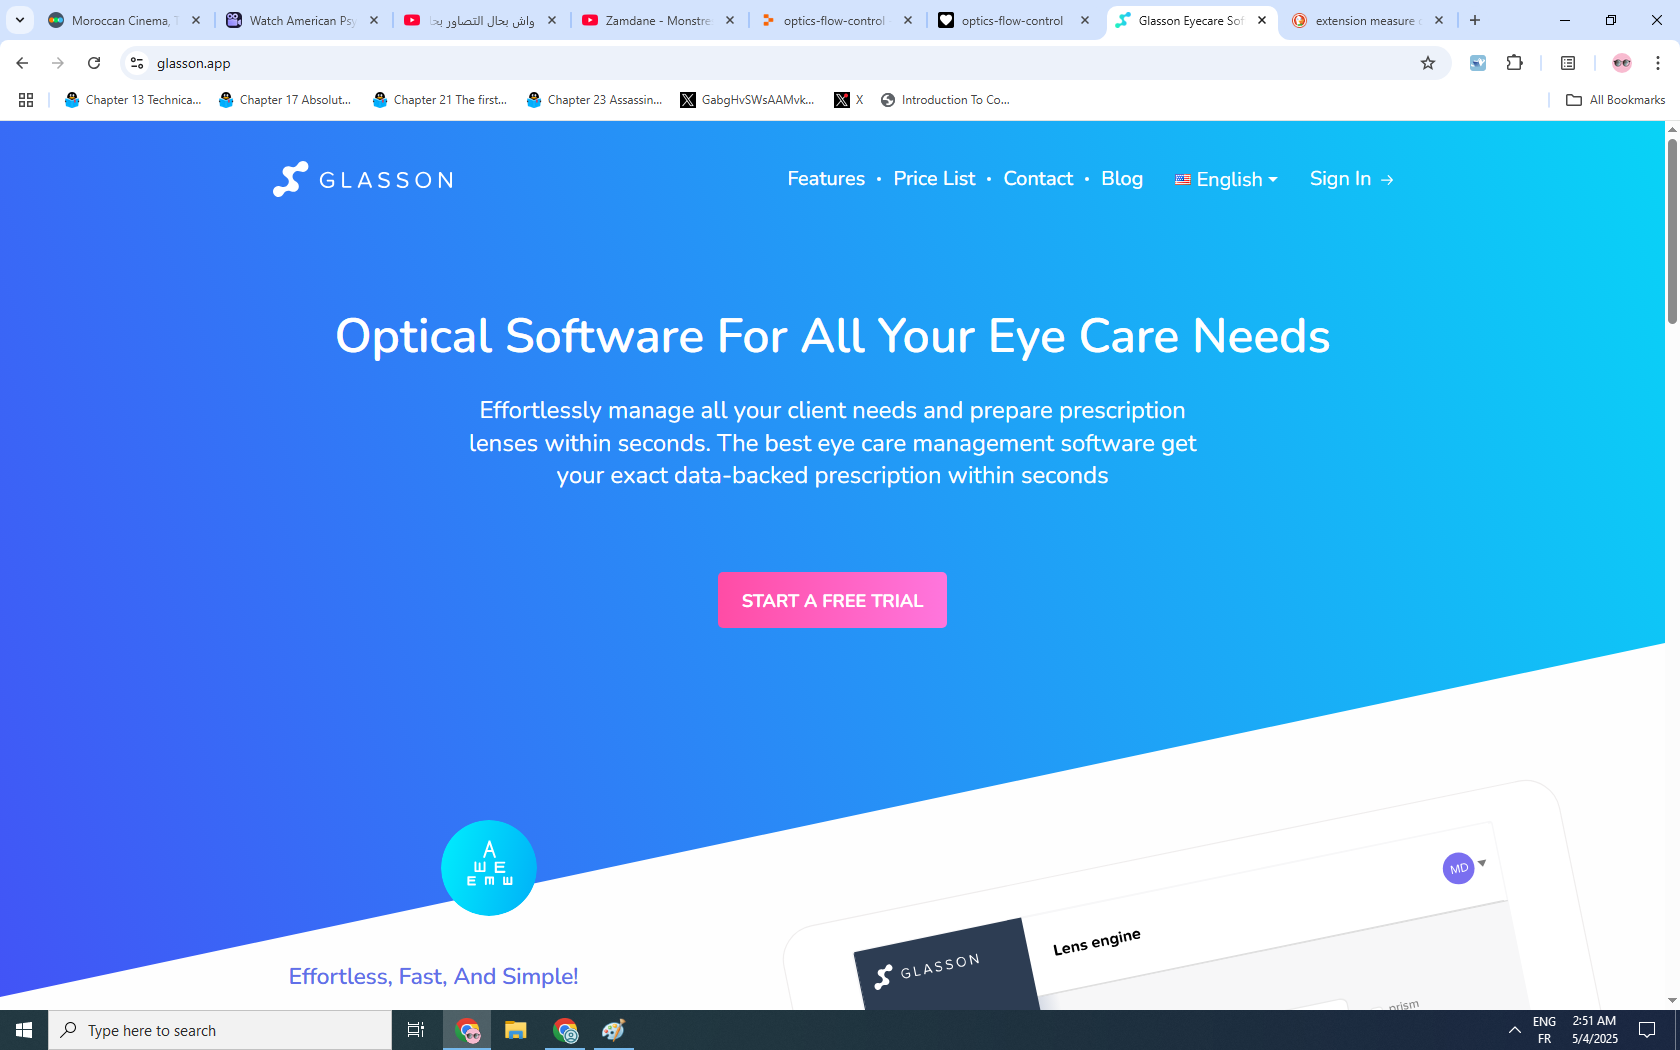 Moroccan Cinema, T
Watch American Psy
واش بحال التصاور بحا
Zamdane - Monstre
optics-flow-control
optics-flow-control
Glasson Eyecare Sof
extension measure
glasson.app
Chapter 13 Technica...
Chapter 17 Absolut...
Chapter 21 The first...
Chapter 23 Assassin...
GabgHvSWsAAMvk...
X
Introduction To Co...
All Bookmarks
GLASSON
Features • Price List • Contact • Blog
English
Sign In →
Optical Software For All Your Eye Care Needs
Effortlessly manage all your client needs and prepare prescription
lenses within seconds. The best eye care management software get
your exact data-backed prescription within seconds
START A FREE TRIAL
A
E
MD
Lens engine
GLASSON
Effortless, Fast, And Simple!
prism
Type here to search
ENG
FR
2:51 AM
5/4/2025